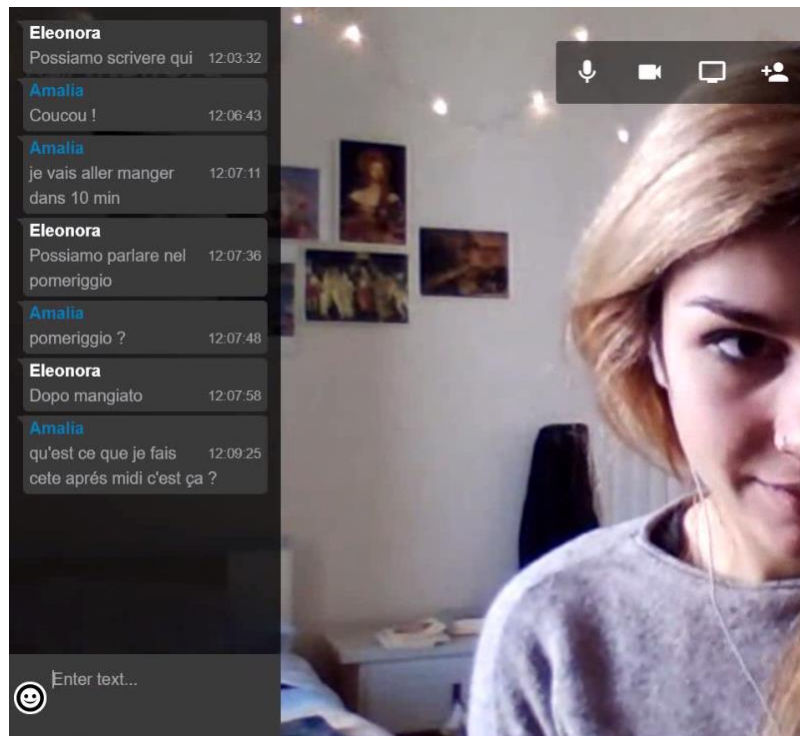 Eleonora
Possiamo scrivere qui 12:03:32
Amalia
Coucou ! 12:06:43
Amalia
je vais aller manger 12:07:11
dans 10 min
Eleonora
Possiamo parlare nel 12:07:36
pomeriggio
Amalia
pomeriggio ? 12:07:48
Eleonora
Dopo mangiato 12:07:58
Amalia
qu'est ce que je fais 12:09:25
cete aprés midi c'est ça ?
Enter text...